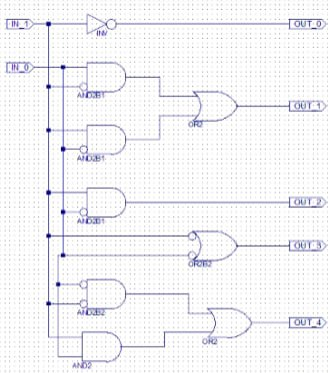 IN_1
OUT_0
INV
IN_0
AND2B1
OUT_1
OR2
AND2B1
OUT_2
AND2B1
OUT_3
OR2B2
AND2B2
OUT_4
OR2
AND2